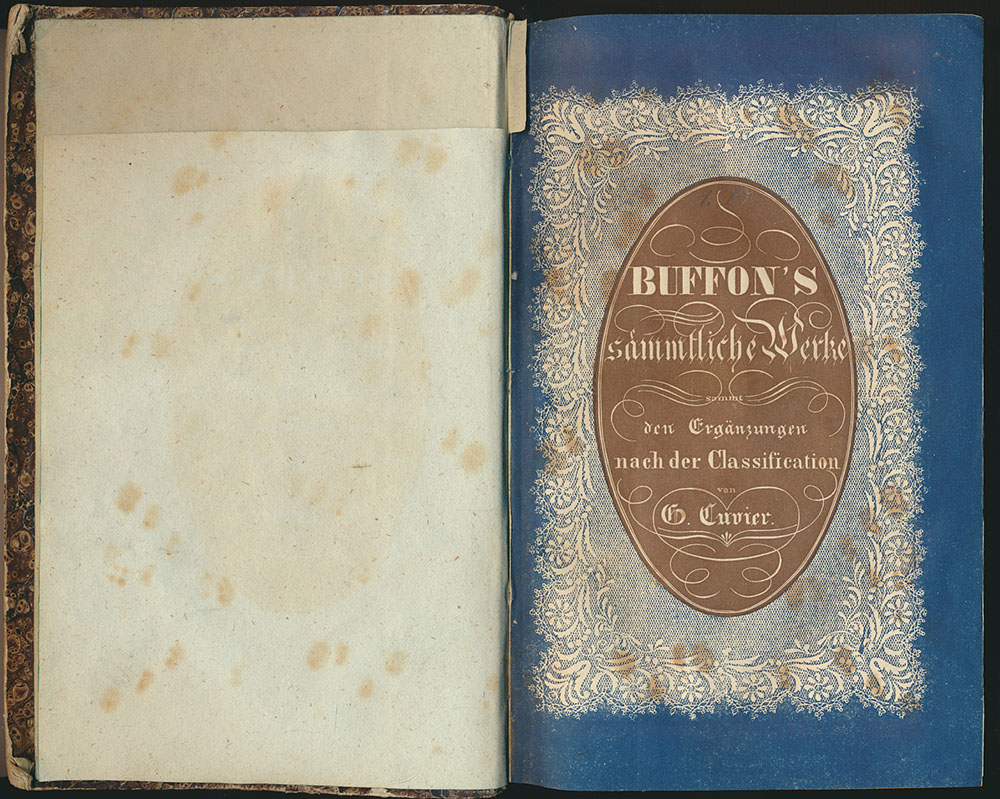 BUFFON'S
sämmtliche Werke
sammt
den Ergänzungen
nach der Classification
von
G. Cuvier.